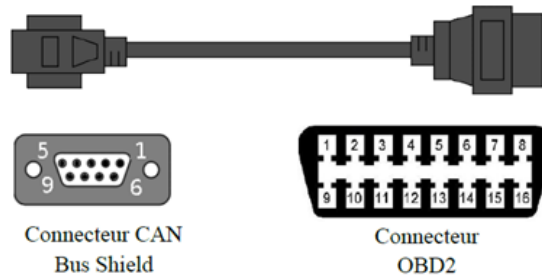 5 1
9 6
1 2 3 4 5 6 7 8
9 10 11 12 13 14 15 16
Connecteur CAN
Bus Shield
Connecteur
OBD2